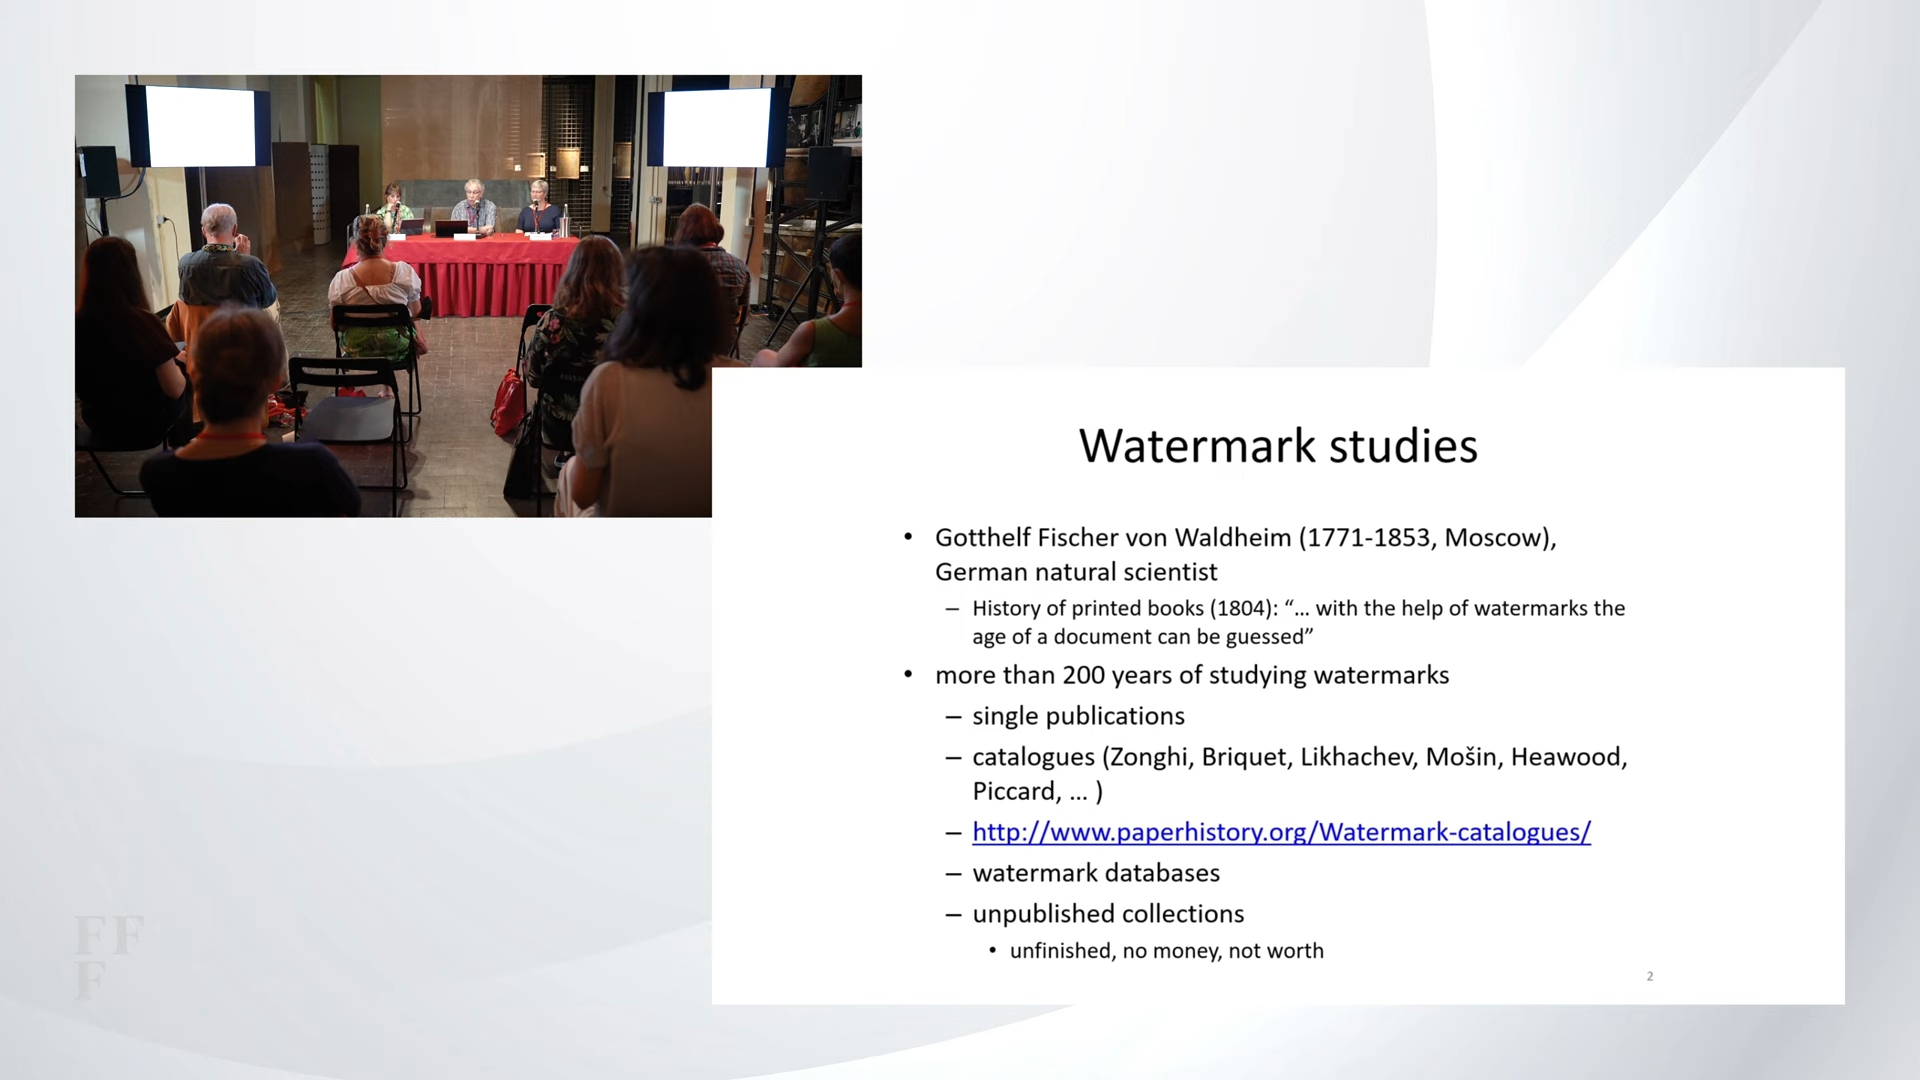 Watermark studies
• Gotthelf Fischer von Waldheim (1771-1853, Moscow),
German natural scientist
– History of printed books (1804): “… with the help of watermarks the
age of a document can be guessed”
• more than 200 years of studying watermarks
– single publications
– catalogues (Zonghi, Briquet, Likhachev, Mošin, Heawood,
Piccard, … )
– http://www.paperhistory.org/Watermark-catalogues/
– watermark databases
– unpublished collections
• unfinished, no money, not worth
2
FF
F